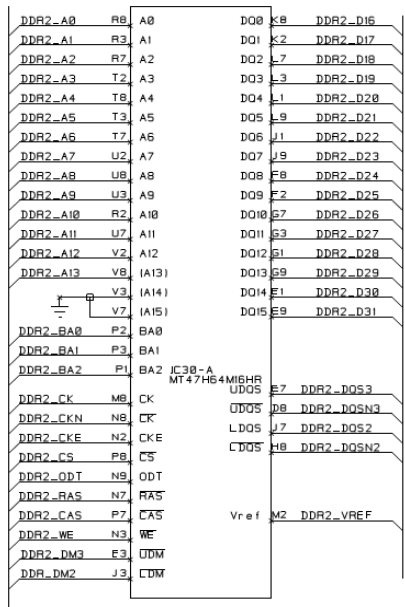 DDR2_A0 R8 A0 DQ0 K8 DDR2_D16
DDR2_A1 R3 A1 DQ1 K2 DDR2_D17
DDR2_A2 R7 A2 DQ2 L7 DDR2_D18
DDR2_A3 T2 A3 DQ3 L3 DDR2_D19
DDR2_A4 T8 A4 DQ4 L1 DDR2_D20
DDR2_A5 T3 A5 DQ5 L9 DDR2_D21
DDR2_A6 T7 A6 DQ6 J1 DDR2_D22
DDR2_A7 U2 A7 DQ7 J9 DDR2_D23
DDR2_A8 U8 A8 DQ8 F8 DDR2_D24
DDR2_A9 U3 A9 DQ9 F2 DDR2_D25
DDR2_A10 R2 A10 DQ10 G7 DDR2_D26
DDR2_A11 U7 A11 DQ11 G3 DDR2_D27
DDR2_A12 V2 A12 DQ12 G1 DDR2_D28
DDR2_A13 V8 (A13) DQ13 G9 DDR2_D29
V3 (A14) DQ14 E1 DDR2_D30
V7 (A15) DQ15 E9 DDR2_D31
DDR2_BA0 P2 BA0
DDR2_BA1 P3 BA1
DDR2_BA2 P1 BA2 JC30-A
MT47H64M16HR
UDQS E7 DDR2_DQS3
DDR2_CK M8 CK UDQS D8 DDR2_DQSN3
DDR2_CKN N8 CK LDQS J7 DDR2_DQS2
DDR2_CKE N2 CKE LDQS H8 DDR2_DQSN2
DDR2_CS P8 CS
DDR2_ODT N9 ODT
DDR2_RAS N7 RAS
DDR2_CAS P7 CAS Vref M2 DDR2_VREF
DDR2_WE N3 WE
DDR2_DM3 E3 UDM
DDR_DM2 J3 LDM